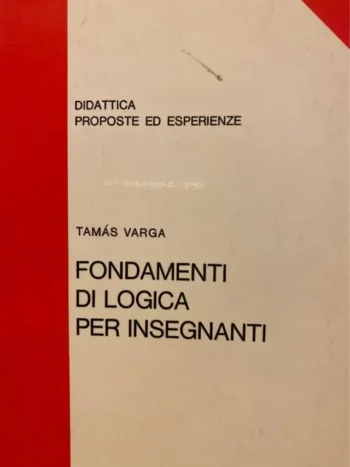 DIDATTICA
PROPOSTE ED ESPERIENZE
TAMÁS VARGA
FONDAMENTI
DI LOGICA
PER INSEGNANTI